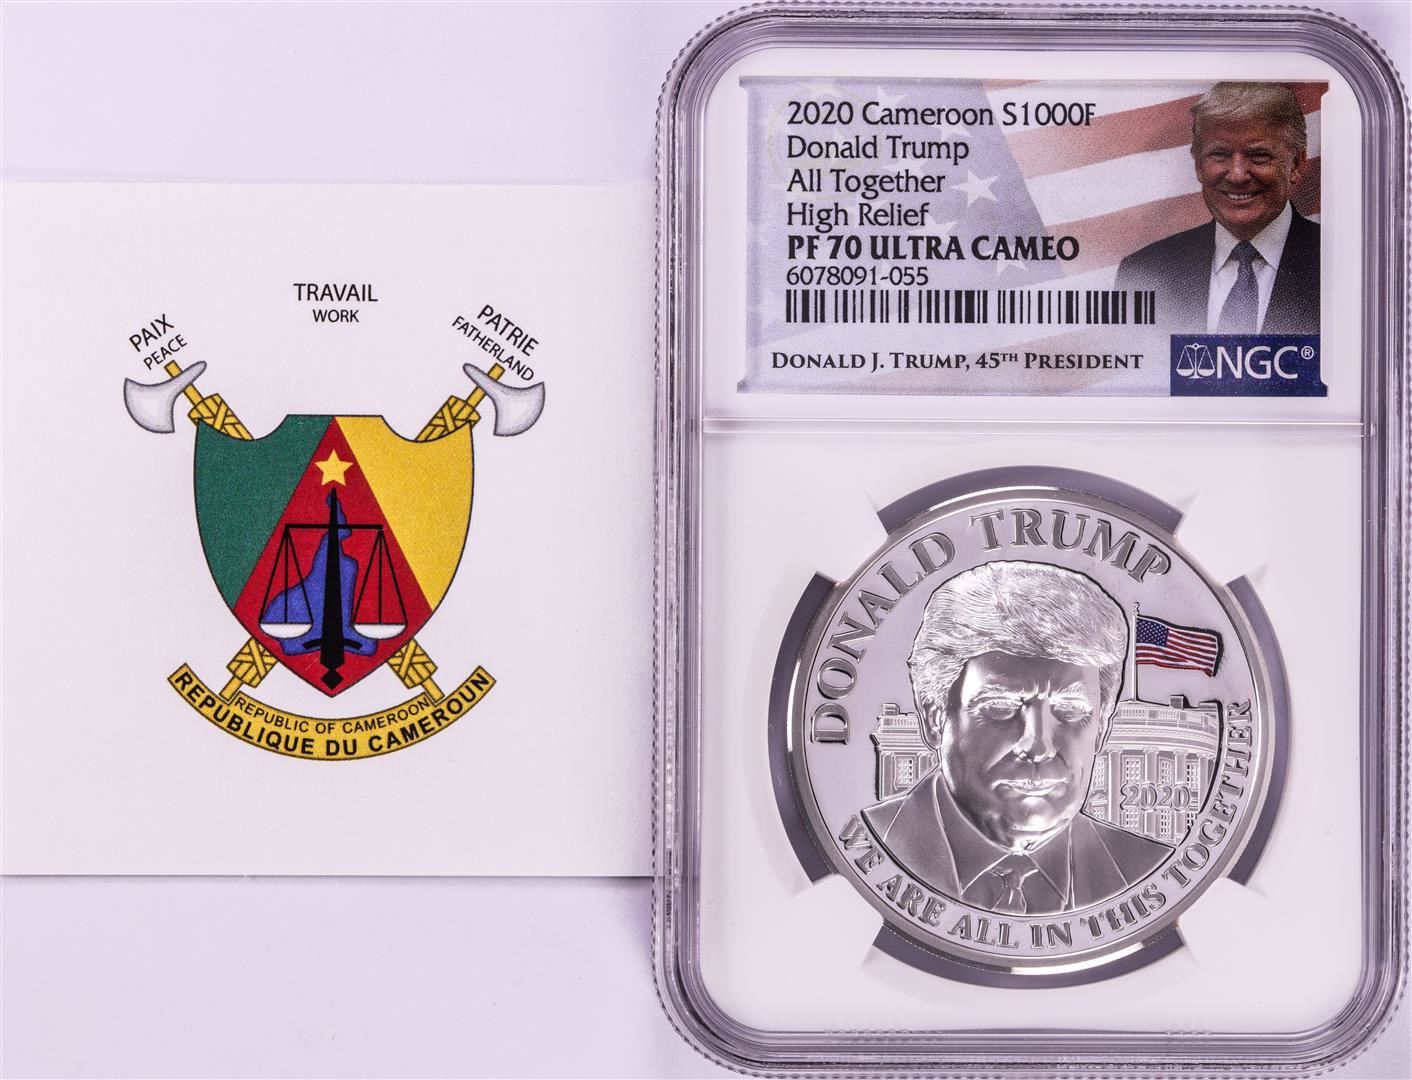 TRAVAIL
WORK
PAIX
PEACE
PATRIE
FATHERLAND
REPUBLIC OF CAMEROON
REPUBLIQUE DU CAMEROUN
2020 Cameroon S1000F
Donald Trump
All Together
High Relief
PF 70 ULTRA CAMEO
6078091-055
DONALD J. TRUMP, 45TH PRESIDENT
NGC®
DONALD TRUMP
2020
WE ARE ALL IN THIS TOGETHER